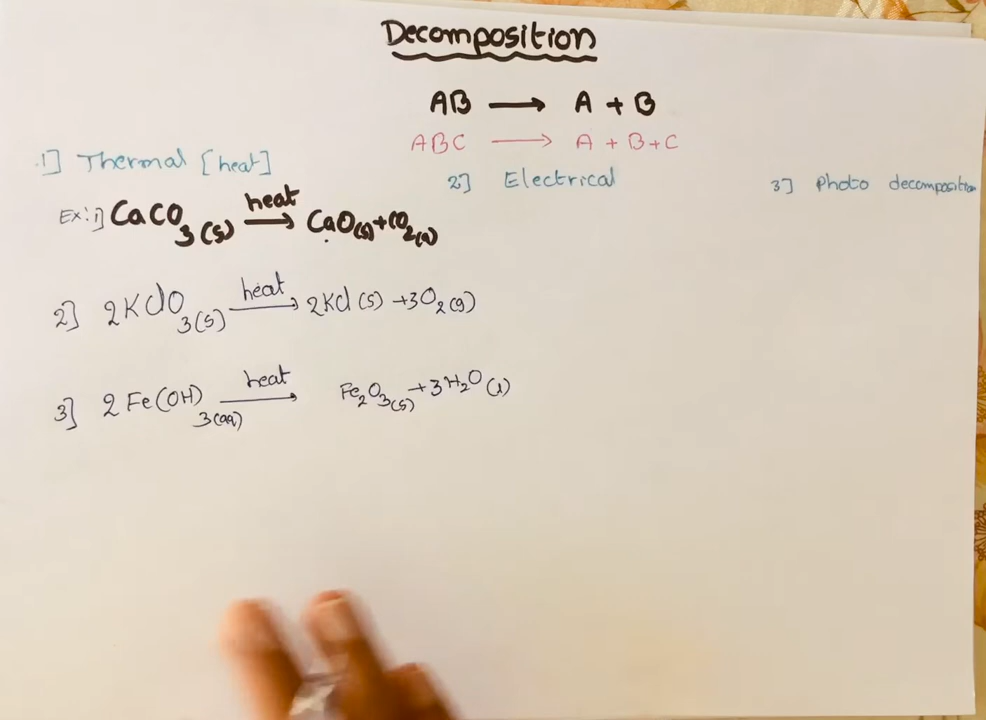 Decomposition
AB → A + B
ABC → A + B + C
1] Thermal [heat]
2] Electrical
3] Photo decomposition
Ex: 1] CaCO3(s) heat→ CaO(s) + CO2(g)
2] 2KClO3(s) heat→ 2KCl (s) + 3O2(g)
3] 2Fe(OH)3(aq) heat→ Fe2O3(s) + 3H2O(l)